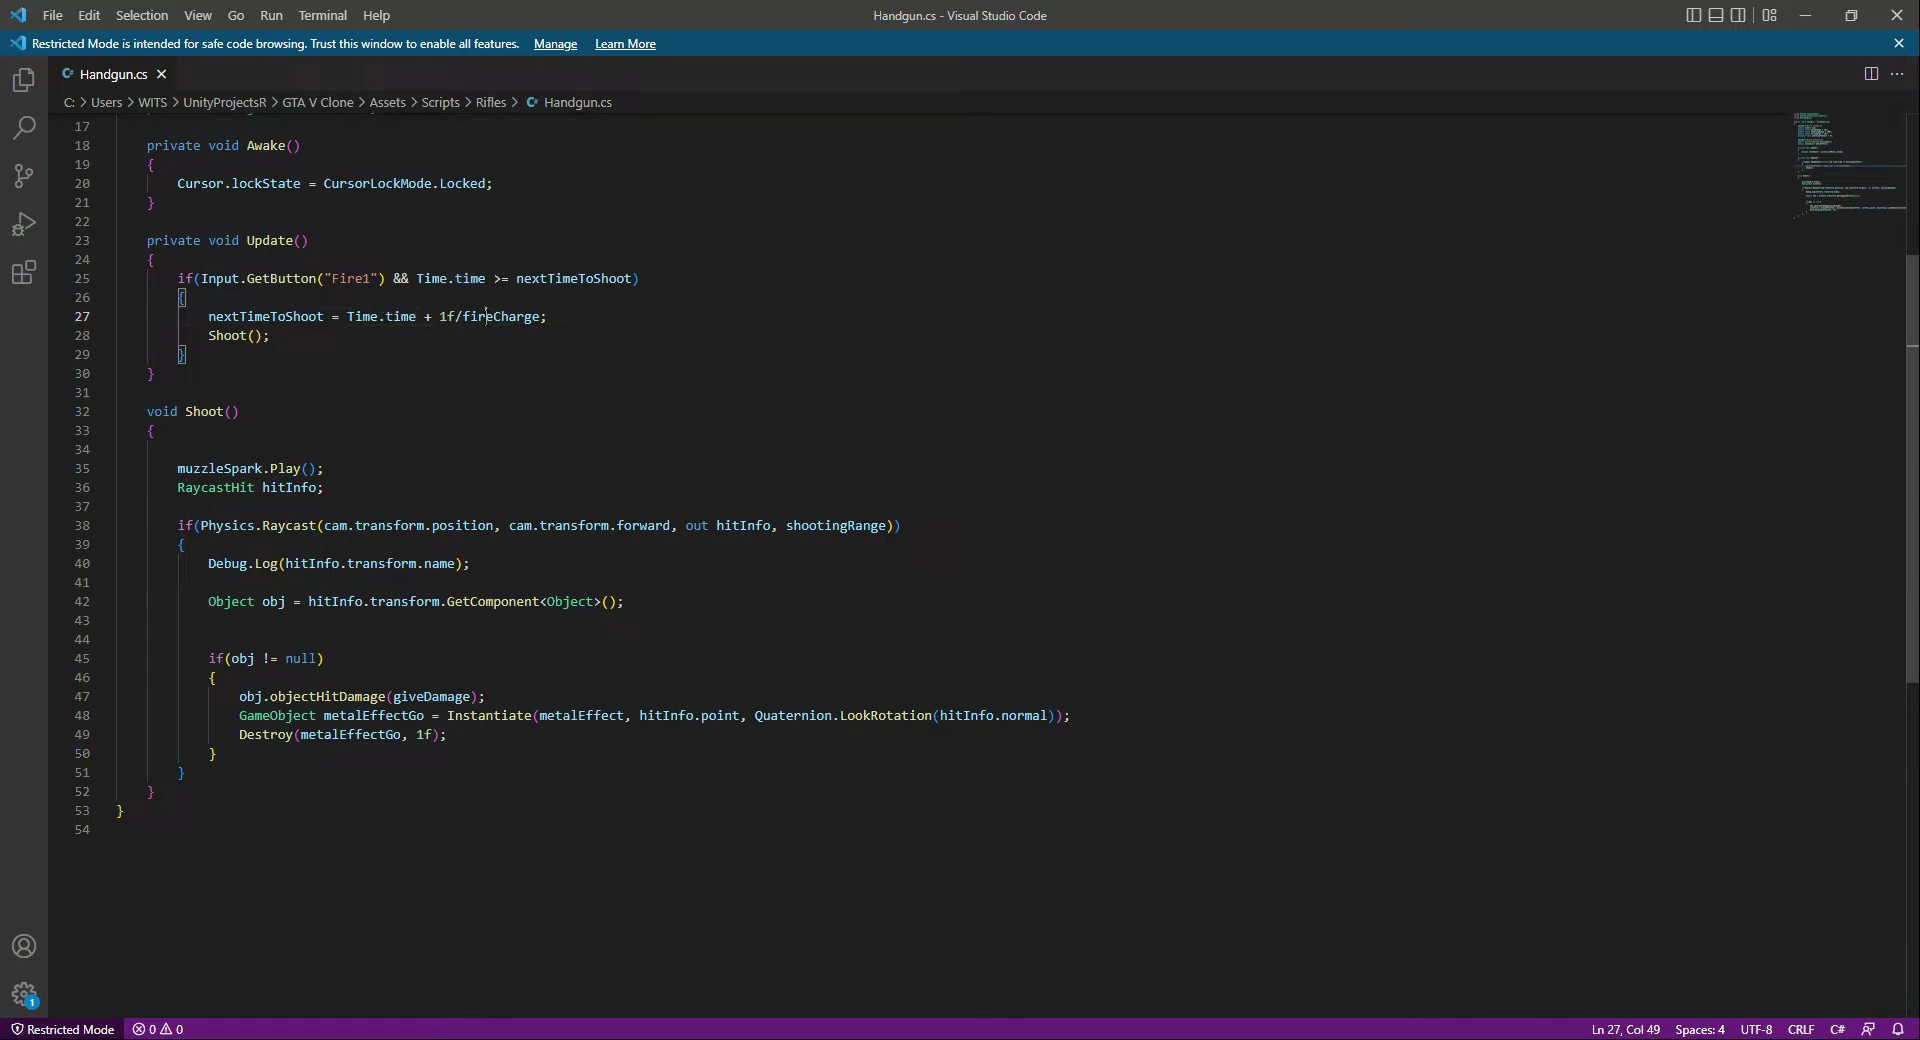 File Edit Selection View Go Run Terminal Help Handgun.cs - Visual Studio Code
Restricted Mode is intended for safe code browsing. Trust this window to enable all features. Manage Learn More
Handgun.cs
C: > Users > WITS > UnityProjectsR > GTA V Clone > Assets > Scripts > Rifles > Handgun.cs
17
18 private void Awake()
19 {
20 Cursor.lockState = CursorLockMode.Locked;
21 }
22
23 private void Update()
24 {
25 if(Input.GetButton("Fire1") && Time.time >= nextTimeToShoot)
26 {
27 nextTimeToShoot = Time.time + 1f/fireCharge;
28 Shoot();
29 }
30 }
31
32 void Shoot()
33 {
34
35 muzzleSpark.Play();
36 RaycastHit hitInfo;
37
38 if(Physics.Raycast(cam.transform.position, cam.transform.forward, out hitInfo, shootingRange))
39 {
40 Debug.Log(hitInfo.transform.name);
41
42 Object obj = hitInfo.transform.GetComponent<Object>();
43
44
45 if(obj != null)
46 {
47 obj.objectHitDamage(giveDamage);
48 GameObject metalEffectGo = Instantiate(metalEffect, hitInfo.point, Quaternion.LookRotation(hitInfo.normal));
49 Destroy(metalEffectGo, 1f);
50 }
51 }
52 }
53 }
54
1
Restricted Mode 0 0 Ln 27, Col 49 Spaces: 4 UTF-8 CRLF C#